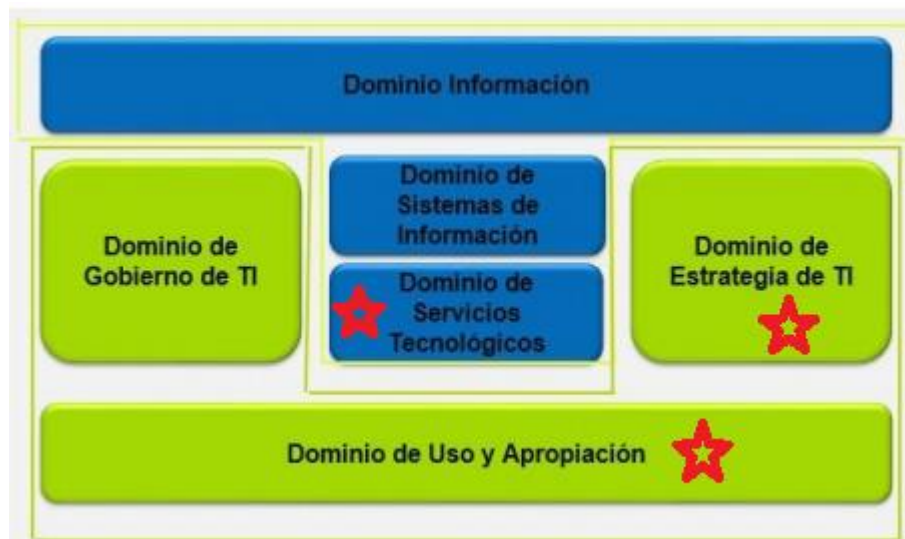 Dominio Información
Dominio de
Sistemas de
Información
Dominio de
Gobierno de TI
Dominio de
Estrategia de TI
Dominio de
Servicios
Tecnológicos
Dominio de Uso y Apropiación